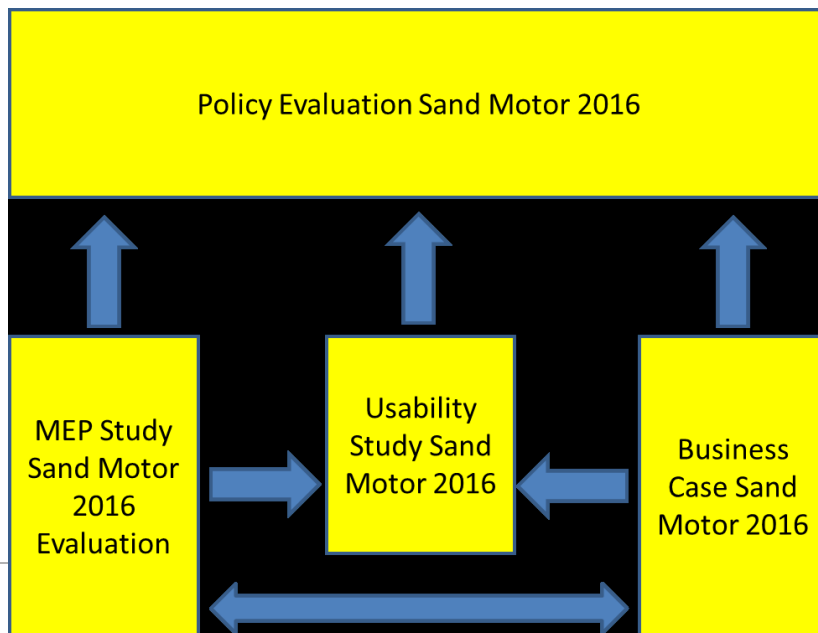 Policy Evaluation Sand Motor 2016
MEP Study
Sand Motor
2016
Evaluation
Usability
Study Sand
Motor 2016
Business
Case Sand
Motor 2016